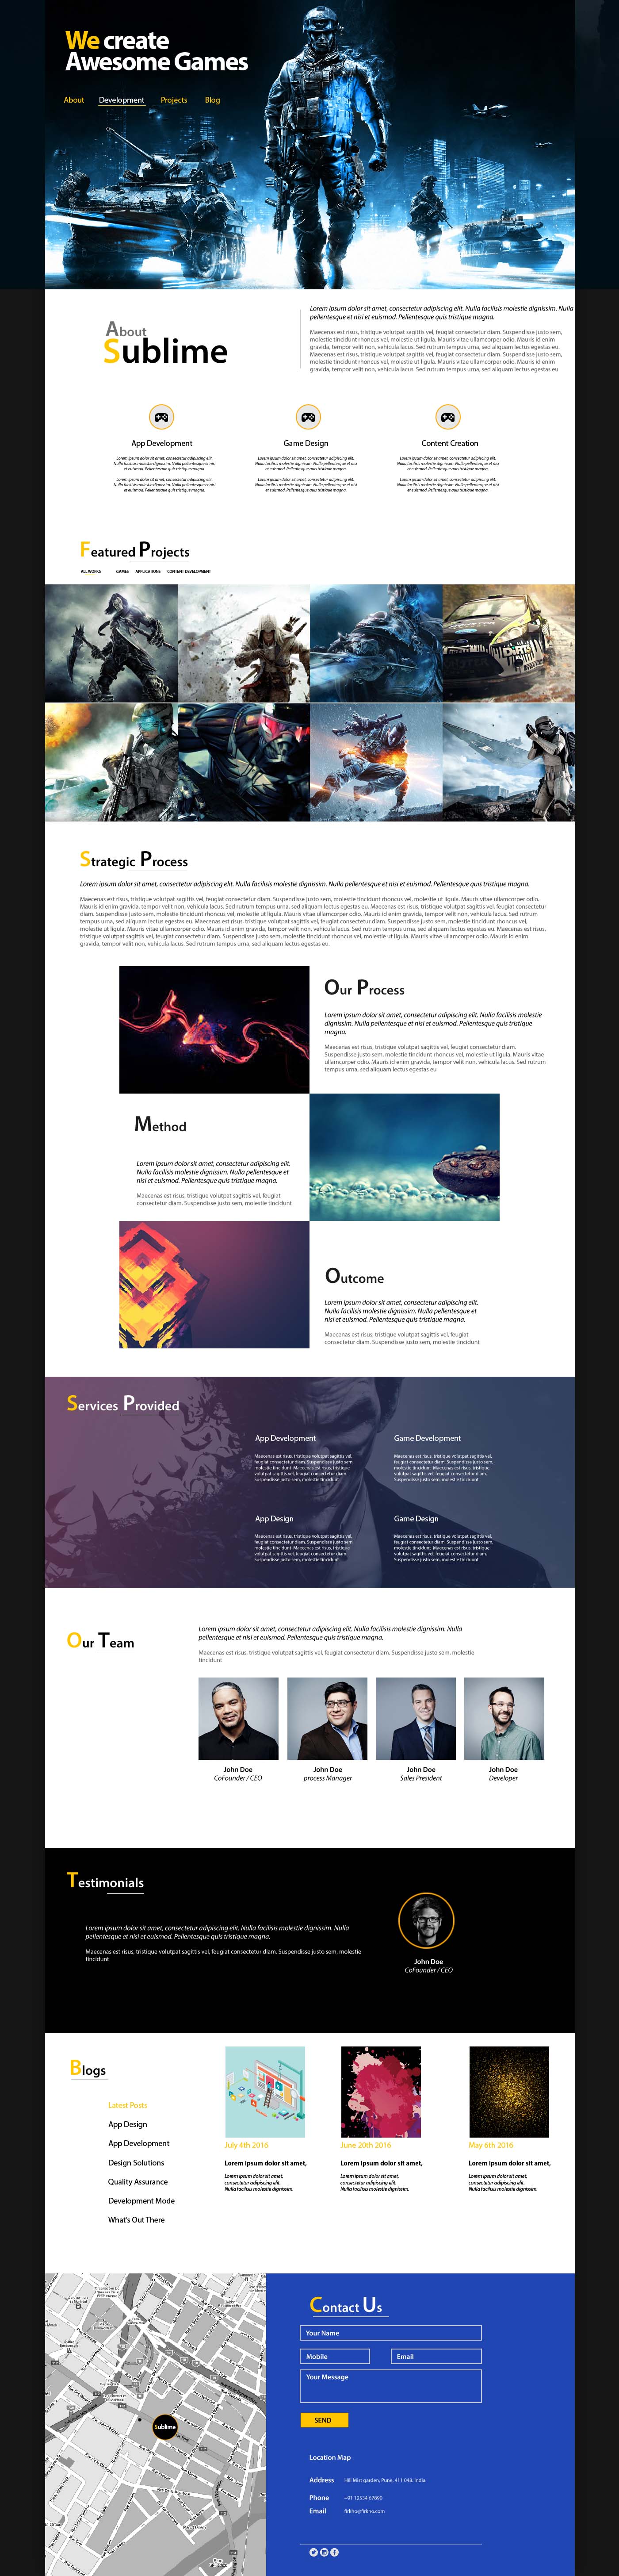 We create
Awesome Games
About Development Projects Blog
About
Sublime
Lorem ipsum dolor sit amet, consectetur adipiscing elit. Nulla facilisis molestie dignissim. Nulla
pellentesque et nisi et euismod. Pellentesque quis tristique magna.
Maecenas est risus, tristique volutpat sagittis vel, feugiat consectetur diam. Suspendisse justo sem,
molestie tincidunt rhoncus vel, molestie ut ligula. Mauris vitae ullamcorper odio. Mauris id enim
gravida, tempor velit non, vehicula lacus. Sed rutrum tempus urna, sed aliquam lectus egestas eu.
Maecenas est risus, tristique volutpat sagittis vel, feugiat consectetur diam. Suspendisse justo sem,
molestie tincidunt rhoncus vel, molestie ut ligula. Mauris vitae ullamcorper odio. Mauris id enim
gravida, tempor velit non, vehicula lacus. Sed rutrum tempus urna, sed aliquam lectus egestas eu
App Development
Lorem ipsum dolor sit amet, consectetur adipiscing elit.
Nulla facilisis molestie dignissim. Nulla pellentesque et nisi
et euismod. Pellentesque quis tristique magna.
Lorem ipsum dolor sit amet, consectetur adipiscing elit.
Nulla facilisis molestie dignissim. Nulla pellentesque et nisi
et euismod. Pellentesque quis tristique magna.
Game Design
Lorem ipsum dolor sit amet, consectetur adipiscing elit.
Nulla facilisis molestie dignissim. Nulla pellentesque et nisi
et euismod. Pellentesque quis tristique magna.
Lorem ipsum dolor sit amet, consectetur adipiscing elit.
Nulla facilisis molestie dignissim. Nulla pellentesque et nisi
et euismod. Pellentesque quis tristique magna.
Content Creation
Lorem ipsum dolor sit amet, consectetur adipiscing elit.
Nulla facilisis molestie dignissim. Nulla pellentesque et nisi
et euismod. Pellentesque quis tristique magna.
Lorem ipsum dolor sit amet, consectetur adipiscing elit.
Nulla facilisis molestie dignissim. Nulla pellentesque et nisi
et euismod. Pellentesque quis tristique magna.
Featured Projects
ALL WORKS GAMES APPLICATIONS CONTENT DEVELOPMENT
DiRT3
Strategic Process
Lorem ipsum dolor sit amet, consectetur adipiscing elit. Nulla facilisis molestie dignissim. Nulla pellentesque et nisi et euismod. Pellentesque quis tristique magna.
Maecenas est risus, tristique volutpat sagittis vel, feugiat consectetur diam. Suspendisse justo sem, molestie tincidunt rhoncus vel, molestie ut ligula. Mauris vitae ullamcorper odio.
Mauris id enim gravida, tempor velit non, vehicula lacus. Sed rutrum tempus urna, sed aliquam lectus egestas eu. Maecenas est risus, tristique volutpat sagittis vel, feugiat consectetur
diam. Suspendisse justo sem, molestie tincidunt rhoncus vel, molestie ut ligula. Mauris vitae ullamcorper odio. Mauris id enim gravida, tempor velit non, vehicula lacus. Sed rutrum
tempus urna, sed aliquam lectus egestas eu. Maecenas est risus, tristique volutpat sagittis vel, feugiat consectetur diam. Suspendisse justo sem, molestie tincidunt rhoncus vel,
molestie ut ligula. Mauris vitae ullamcorper odio. Mauris id enim gravida, tempor velit non, vehicula lacus. Sed rutrum tempus urna, sed aliquam lectus egestas eu. Maecenas est risus,
tristique volutpat sagittis vel, feugiat consectetur diam. Suspendisse justo sem, molestie tincidunt rhoncus vel, molestie ut ligula. Mauris vitae ullamcorper odio. Mauris id enim
gravida, tempor velit non, vehicula lacus. Sed rutrum tempus urna, sed aliquam lectus egestas eu.
Our Process
Lorem ipsum dolor sit amet, consectetur adipiscing elit. Nulla facilisis molestie
dignissim. Nulla pellentesque et nisi et euismod. Pellentesque quis tristique
magna.
Maecenas est risus, tristique volutpat sagittis vel, feugiat consectetur diam.
Suspendisse justo sem, molestie tincidunt rhoncus vel, molestie ut ligula. Mauris vitae
ullamcorper odio. Mauris id enim gravida, tempor velit non, vehicula lacus. Sed rutrum
tempus urna, sed aliquam lectus egestas eu
Method
Lorem ipsum dolor sit amet, consectetur adipiscing elit.
Nulla facilisis molestie dignissim. Nulla pellentesque et
nisi et euismod. Pellentesque quis tristique magna.
Maecenas est risus, tristique volutpat sagittis vel, feugiat
consectetur diam. Suspendisse justo sem, molestie tincidunt
Outcome
Lorem ipsum dolor sit amet, consectetur adipiscing elit.
Nulla facilisis molestie dignissim. Nulla pellentesque et
nisi et euismod. Pellentesque quis tristique magna.
Maecenas est risus, tristique volutpat sagittis vel, feugiat
consectetur diam. Suspendisse justo sem, molestie tincidunt
Services Provided
App Development
Maecenas est risus, tristique volutpat sagittis vel,
feugiat consectetur diam. Suspendisse justo sem,
molestie tincidunt Maecenas est risus, tristique
volutpat sagittis vel, feugiat consectetur diam.
Suspendisse justo sem, molestie tincidunt
Game Development
Maecenas est risus, tristique volutpat sagittis vel,
feugiat consectetur diam. Suspendisse justo sem,
molestie tincidunt Maecenas est risus, tristique
volutpat sagittis vel, feugiat consectetur diam.
Suspendisse justo sem, molestie tincidunt
App Design
Maecenas est risus, tristique volutpat sagittis vel,
feugiat consectetur diam. Suspendisse justo sem,
molestie tincidunt Maecenas est risus, tristique
volutpat sagittis vel, feugiat consectetur diam.
Suspendisse justo sem, molestie tincidunt
Game Design
Maecenas est risus, tristique volutpat sagittis vel,
feugiat consectetur diam. Suspendisse justo sem,
molestie tincidunt Maecenas est risus, tristique
volutpat sagittis vel, feugiat consectetur diam.
Suspendisse justo sem, molestie tincidunt
Our Team
Lorem ipsum dolor sit amet, consectetur adipiscing elit. Nulla facilisis molestie dignissim. Nulla
pellentesque et nisi et euismod. Pellentesque quis tristique magna.
Maecenas est risus, tristique volutpat sagittis vel, feugiat consectetur diam. Suspendisse justo sem, molestie
tincidunt
John Doe
CoFounder / CEO
John Doe
process Manager
John Doe
Sales President
John Doe
Developer
Testimonials
Lorem ipsum dolor sit amet, consectetur adipiscing elit. Nulla facilisis molestie dignissim. Nulla
pellentesque et nisi et euismod. Pellentesque quis tristique magna.
Maecenas est risus, tristique volutpat sagittis vel, feugiat consectetur diam. Suspendisse justo sem, molestie
tincidunt
John Doe
CoFounder / CEO
Blogs
Latest Posts
App Design
App Development
Design Solutions
Quality Assurance
Development Mode
What's Out There
July 4th 2016
Lorem ipsum dolor sit amet,
Lorem ipsum dolor sit amet,
consectetur adipiscing elit.
Nulla facilisis molestie dignissim.
June 20th 2016
Lorem ipsum dolor sit amet,
Lorem ipsum dolor sit amet,
consectetur adipiscing elit.
Nulla facilisis molestie dignissim.
May 6th 2016
Lorem ipsum dolor sit amet,
Lorem ipsum dolor sit amet,
consectetur adipiscing elit.
Nulla facilisis molestie dignissim.
Sublime
Contact Us
Your Name
Mobile Email
Your Message
SEND
Location Map
Address Hill Mist garden, Pune, 411 048. India
Phone +91 12534 67890
Email firkho@firkho.com